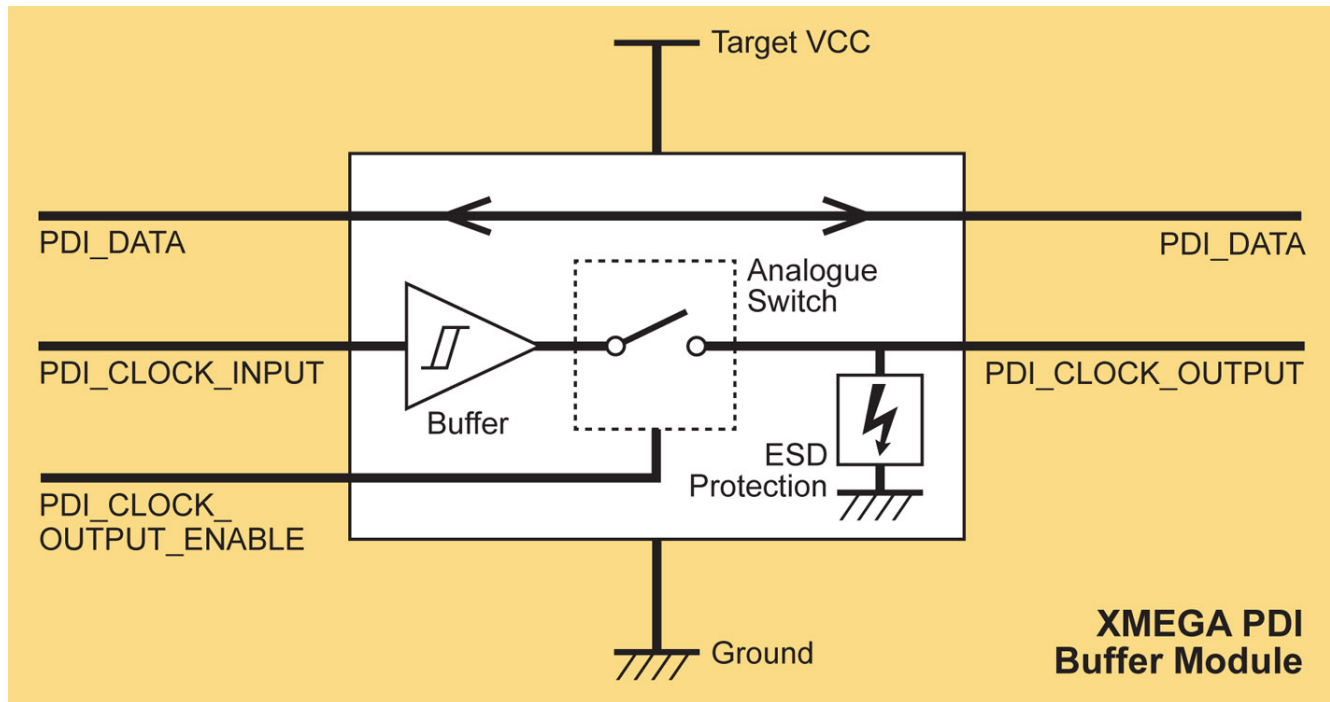 Target VCC
PDI_DATA
PDI_DATA
Analogue
Switch
PDI_CLOCK_INPUT
PDI_CLOCK_OUTPUT
Buffer
ESD
Protection
PDI_CLOCK_
OUTPUT_ENABLE
Ground
XMEGA PDI
Buffer Module